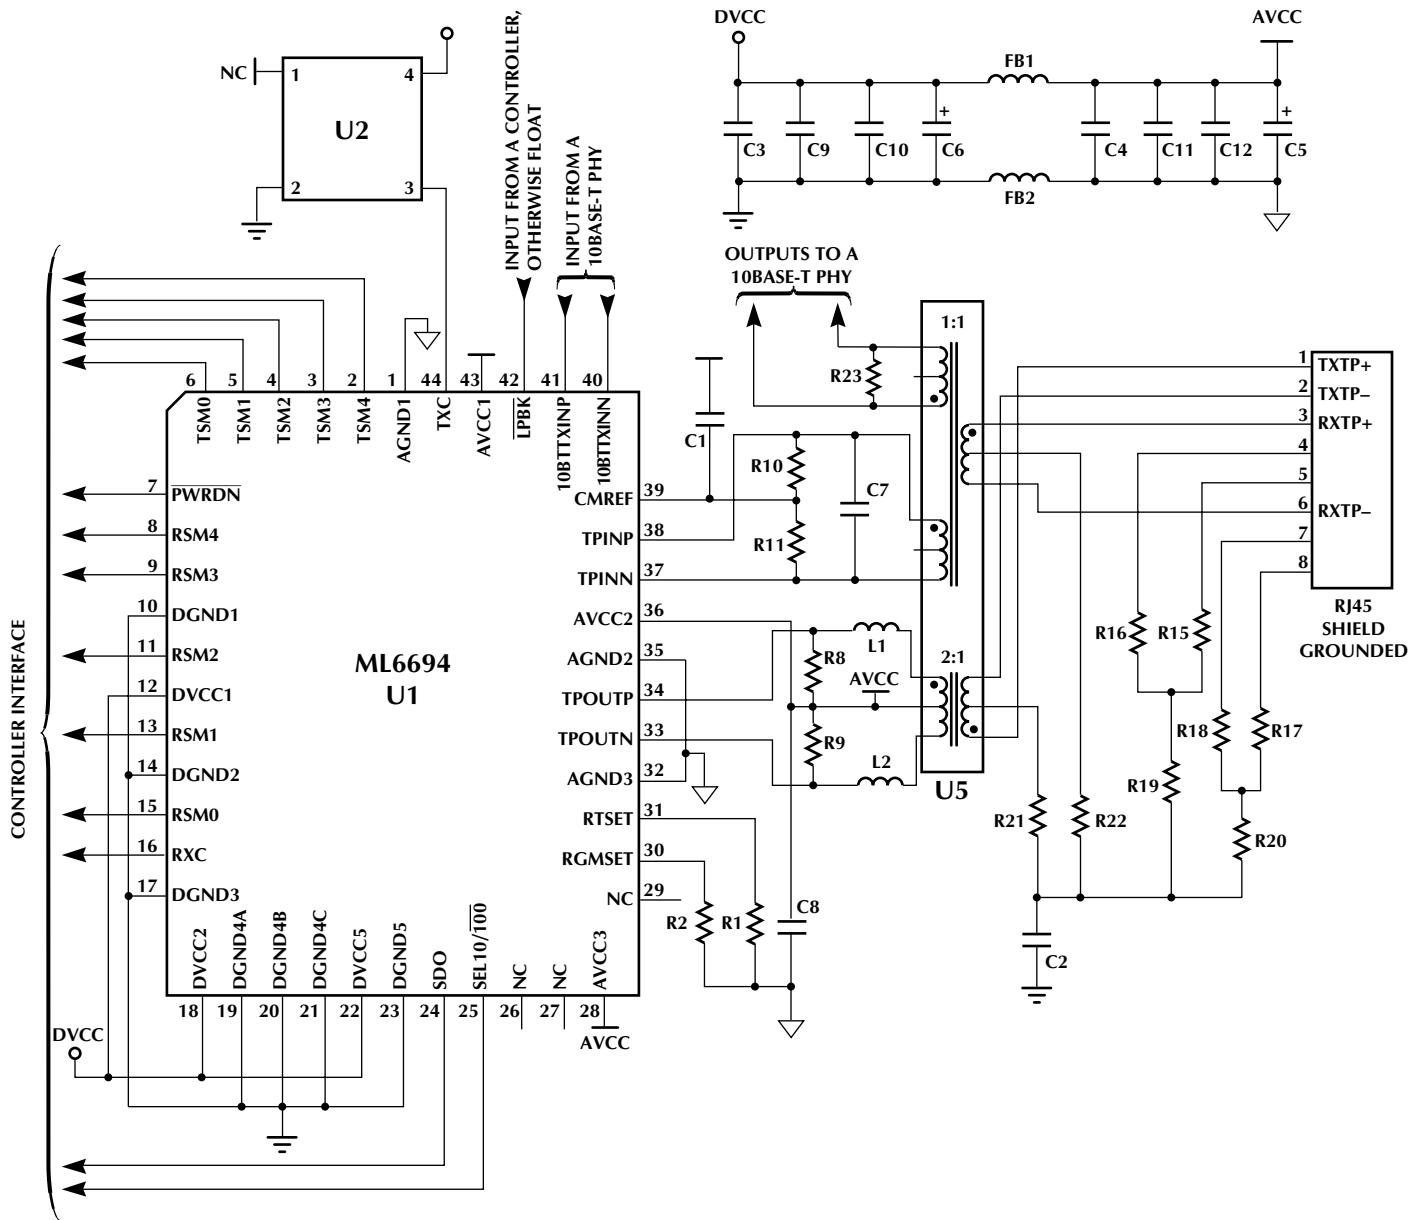 DVCC
AVCC
FB1
C3
C9
C10
+
C6
C4
C11
C12
+
C5
FB2
NC
1
4
U2
2
3
INPUT FROM A CONTROLLER,
OTHERWISE FLOAT
INPUT FROM A
10BASE-T PHY
OUTPUTS TO A
10BASE-T PHY
CONTROLLER INTERFACE
6
5
4
3
2
1
44
43
42
41
40
TSM0
TSM1
TSM2
TSM3
TSM4
AGND1
TXC
AVCC1
LPBK
10BTTXINP
10BTTXINN
7 PWRDN
8 RSM4
9 RSM3
10 DGND1
11 RSM2
12 DVCC1
13 RSM1
14 DGND2
15 RSM0
16 RXC
17 DGND3
ML6694
U1
CMREF 39
TPINP 38
TPINN 37
AVCC2 36
AGND2 35
TPOUTP 34
TPOUTN 33
AGND3 32
RTSET 31
RGMSET 30
NC 29
DVCC2
DGND4A
DGND4B
DGND4C
DVCC5
DGND5
SDO
SEL10/100
NC
NC
AVCC3
18
19
20
21
22
23
24
25
26
27
28
DVCC
AVCC
C1
R10
R11
C7
R23
R8
L1
AVCC
R9
L2
R2
R1
C8
1:1
2:1
U5
1 TXTP+
2 TXTP–
3 RXTP+
4
5
6 RXTP–
7
8
RJ45
SHIELD
GROUNDED
R16
R15
R18
R17
R19
R20
R21
R22
C2